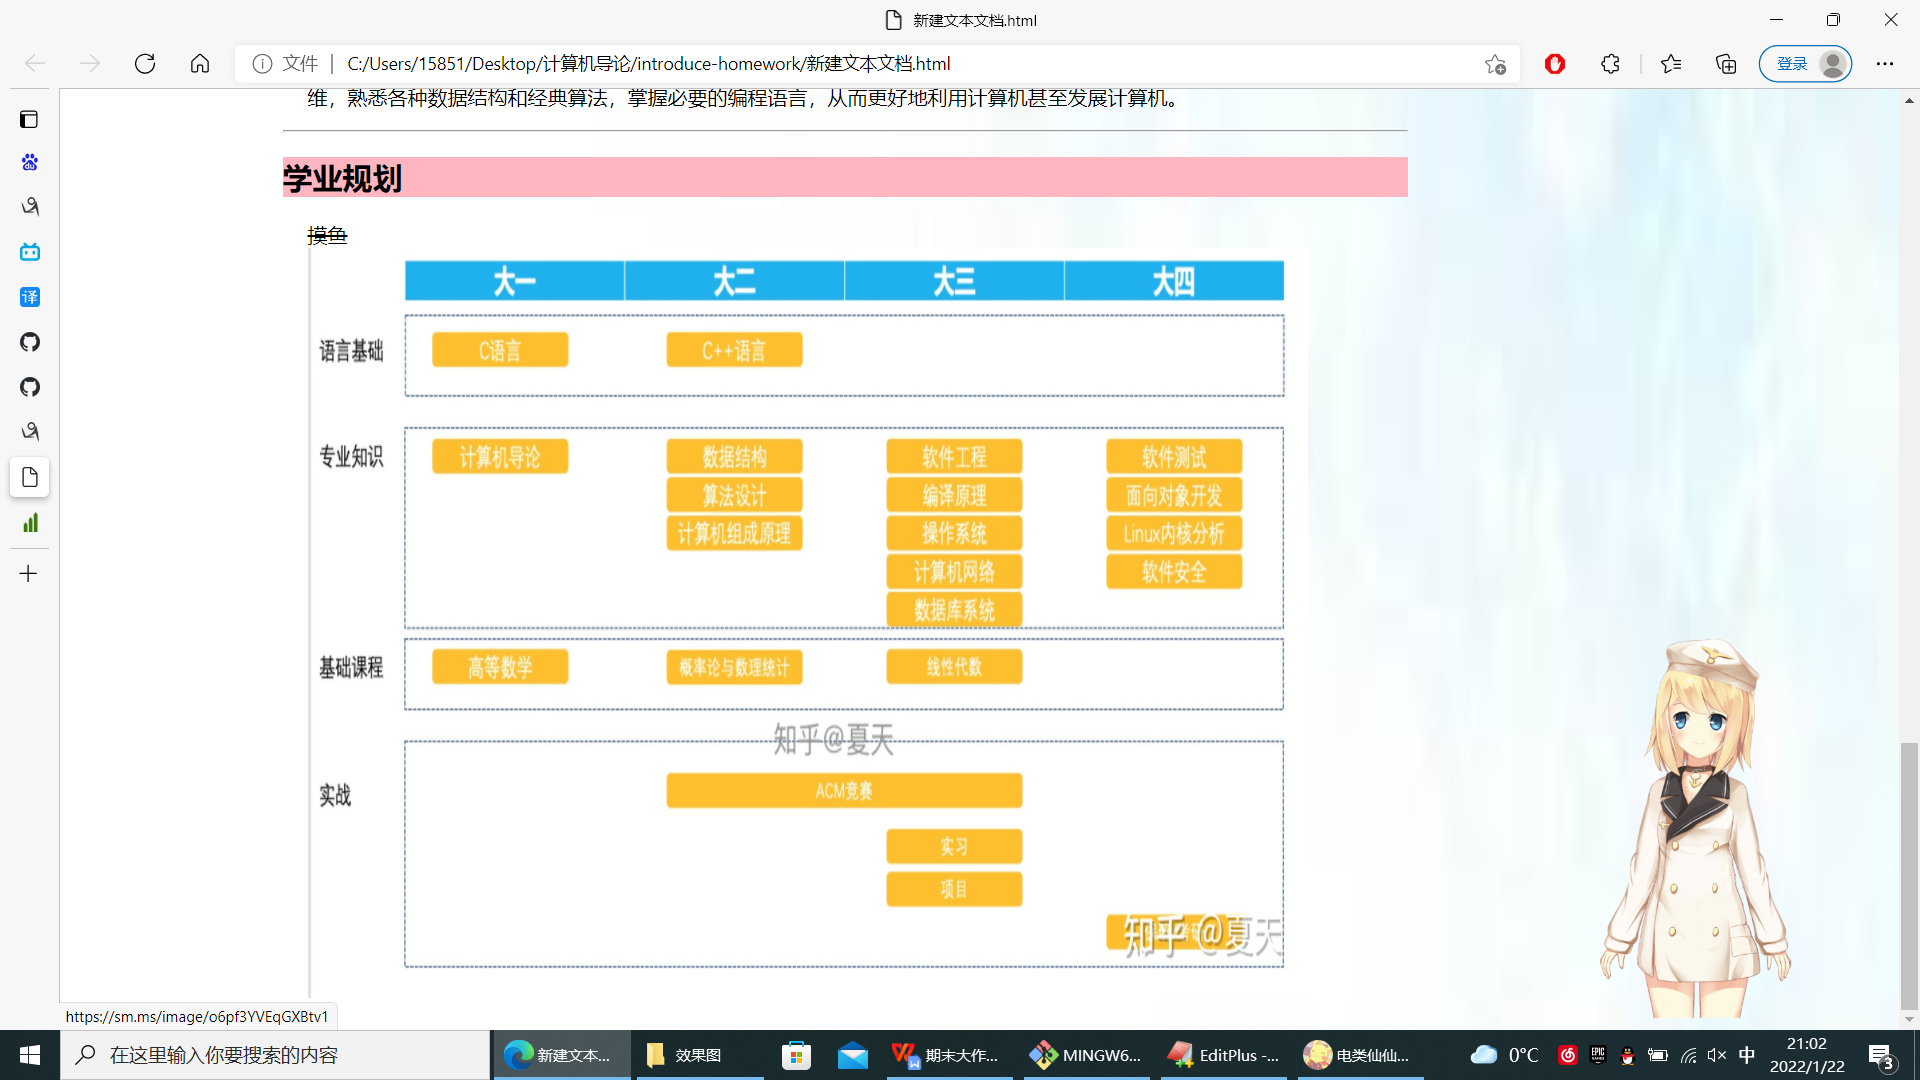 新建文本文档.html
文件
C:/Users/15851/Desktop/计算机导论/introduce-homework/新建文本文档.html
登录
译
维，熟悉各种数据结构和经典算法，掌握必要的编程语言，从而更好地利用计算机甚至发展计算机。
学业规划
摸鱼
大一 大二 大三 大四
语言基础 C语言 C++语言
专业知识 计算机导论 数据结构 软件工程 软件测试
算法设计 编译原理 面向对象开发
计算机组成原理 操作系统 Linux内核分析
计算机网络 软件安全
数据库系统
基础课程 高等数学 概率论与数理统计 线性代数
知乎@夏天
实战 ACM竞赛
实习
项目
知乎 @夏天
https://sm.ms/image/o6pf3YVEqGXBtv1
在这里输入你要搜索的内容
新建文本...
效果图
期末大作...
MINGW6...
EditPlus -...
电类仙仙...
0°C
EPIC
中
21:02
2022/1/22
3